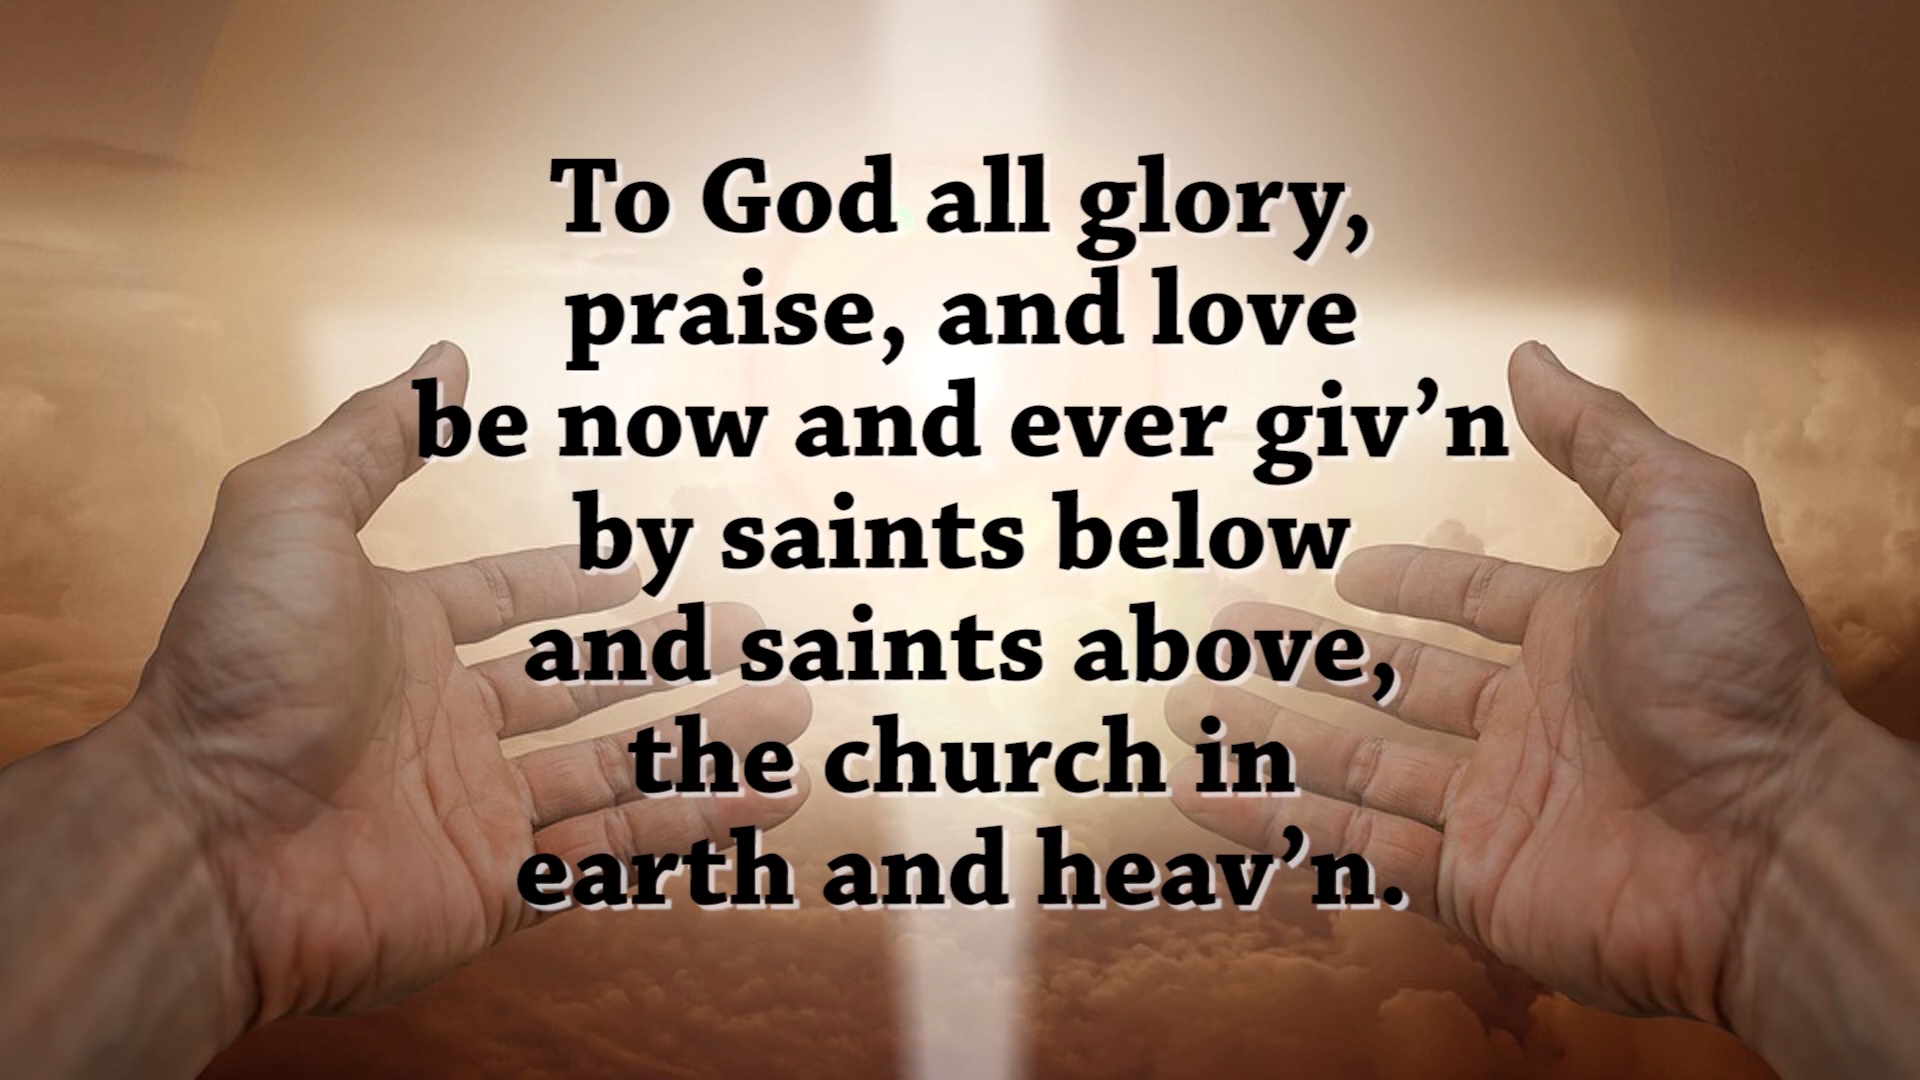 To God all glory,
praise, and love
be now and ever giv’n
by saints below
and saints above,
the church in
earth and heav’n.